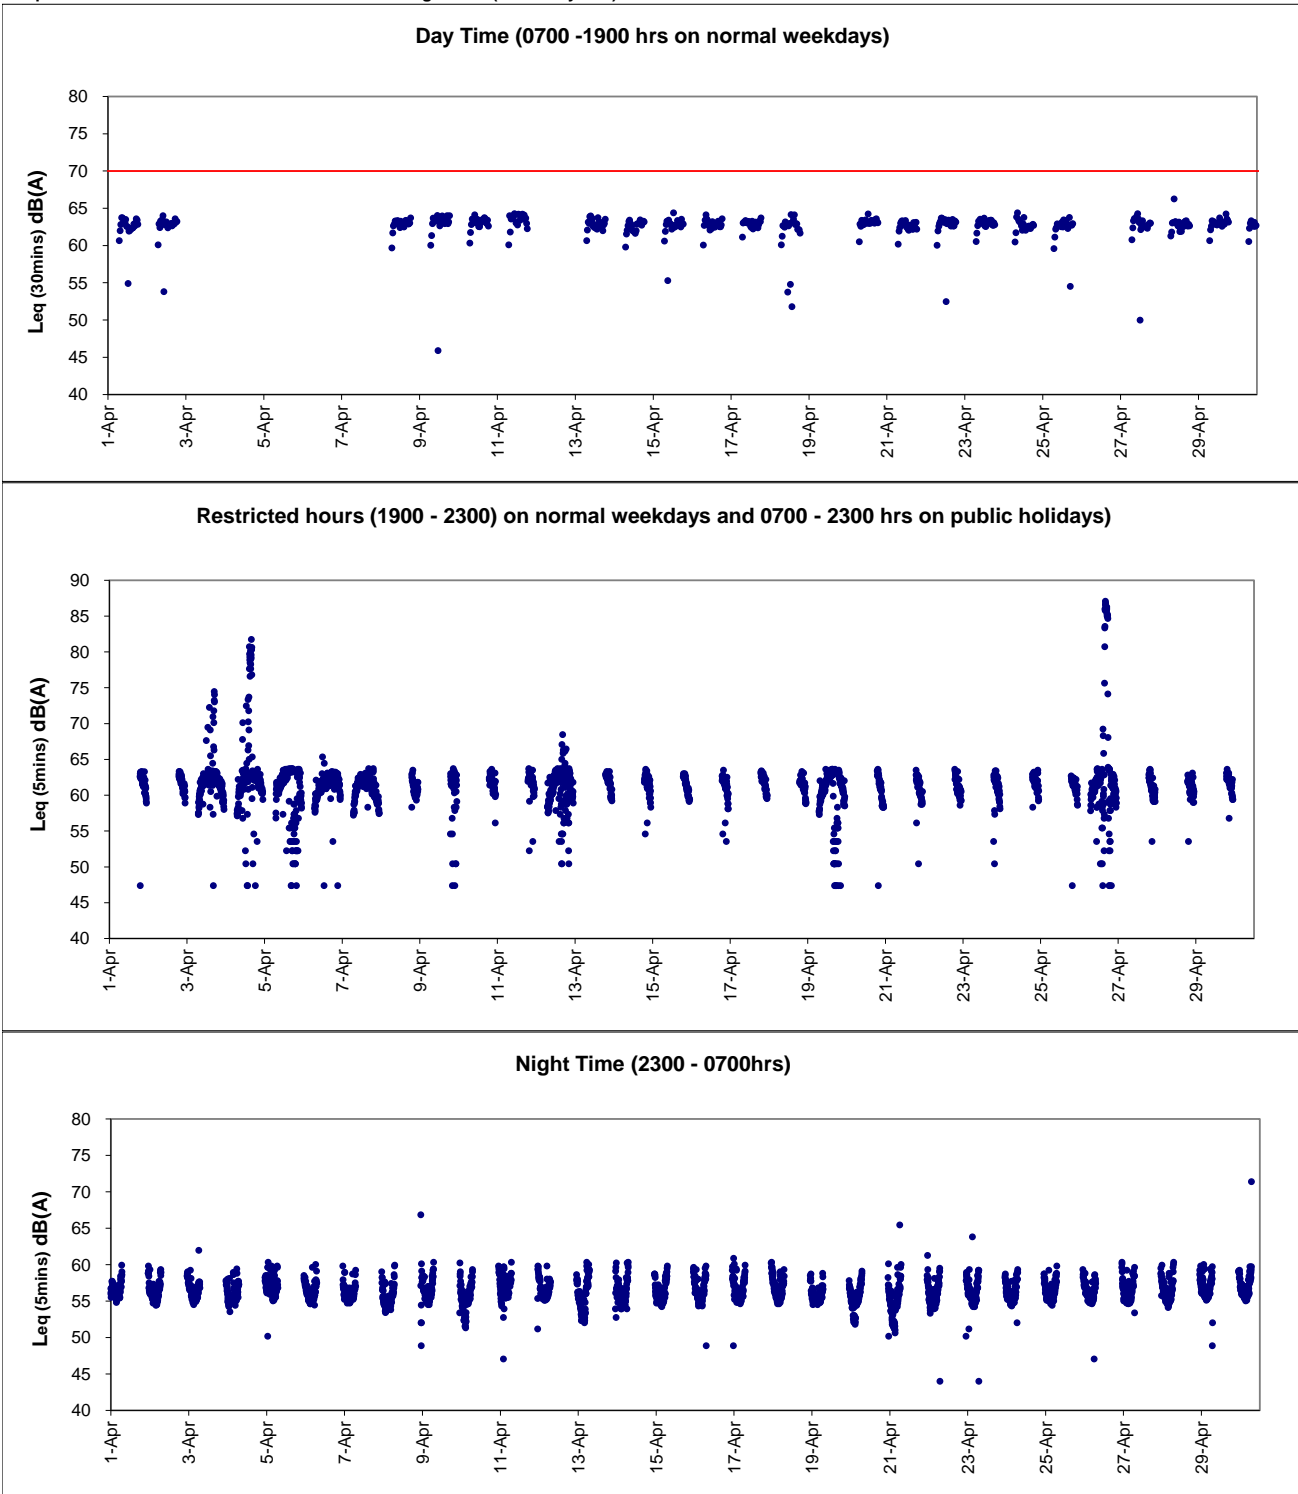 Day Time (0700 -1900 hrs on normal weekdays)
80
75
70
65
60
55
50
45
40
Leq (30mins) dB(A)
1-Apr
3-Apr
5-Apr
7-Apr
9-Apr
11-Apr
13-Apr
15-Apr
17-Apr
19-Apr
21-Apr
23-Apr
25-Apr
27-Apr
29-Apr
Restricted hours (1900 - 2300) on normal weekdays and 0700 - 2300 hrs on public holidays)
90
85
80
75
70
65
60
55
50
45
40
Leq (5mins) dB(A)
1-Apr
3-Apr
5-Apr
7-Apr
9-Apr
11-Apr
13-Apr
15-Apr
17-Apr
19-Apr
21-Apr
23-Apr
25-Apr
27-Apr
29-Apr
Night Time (2300 - 0700hrs)
80
75
70
65
60
55
50
45
40
Leq (5mins) dB(A)
1-Apr
3-Apr
5-Apr
7-Apr
9-Apr
11-Apr
13-Apr
15-Apr
17-Apr
19-Apr
21-Apr
23-Apr
25-Apr
27-Apr
29-Apr